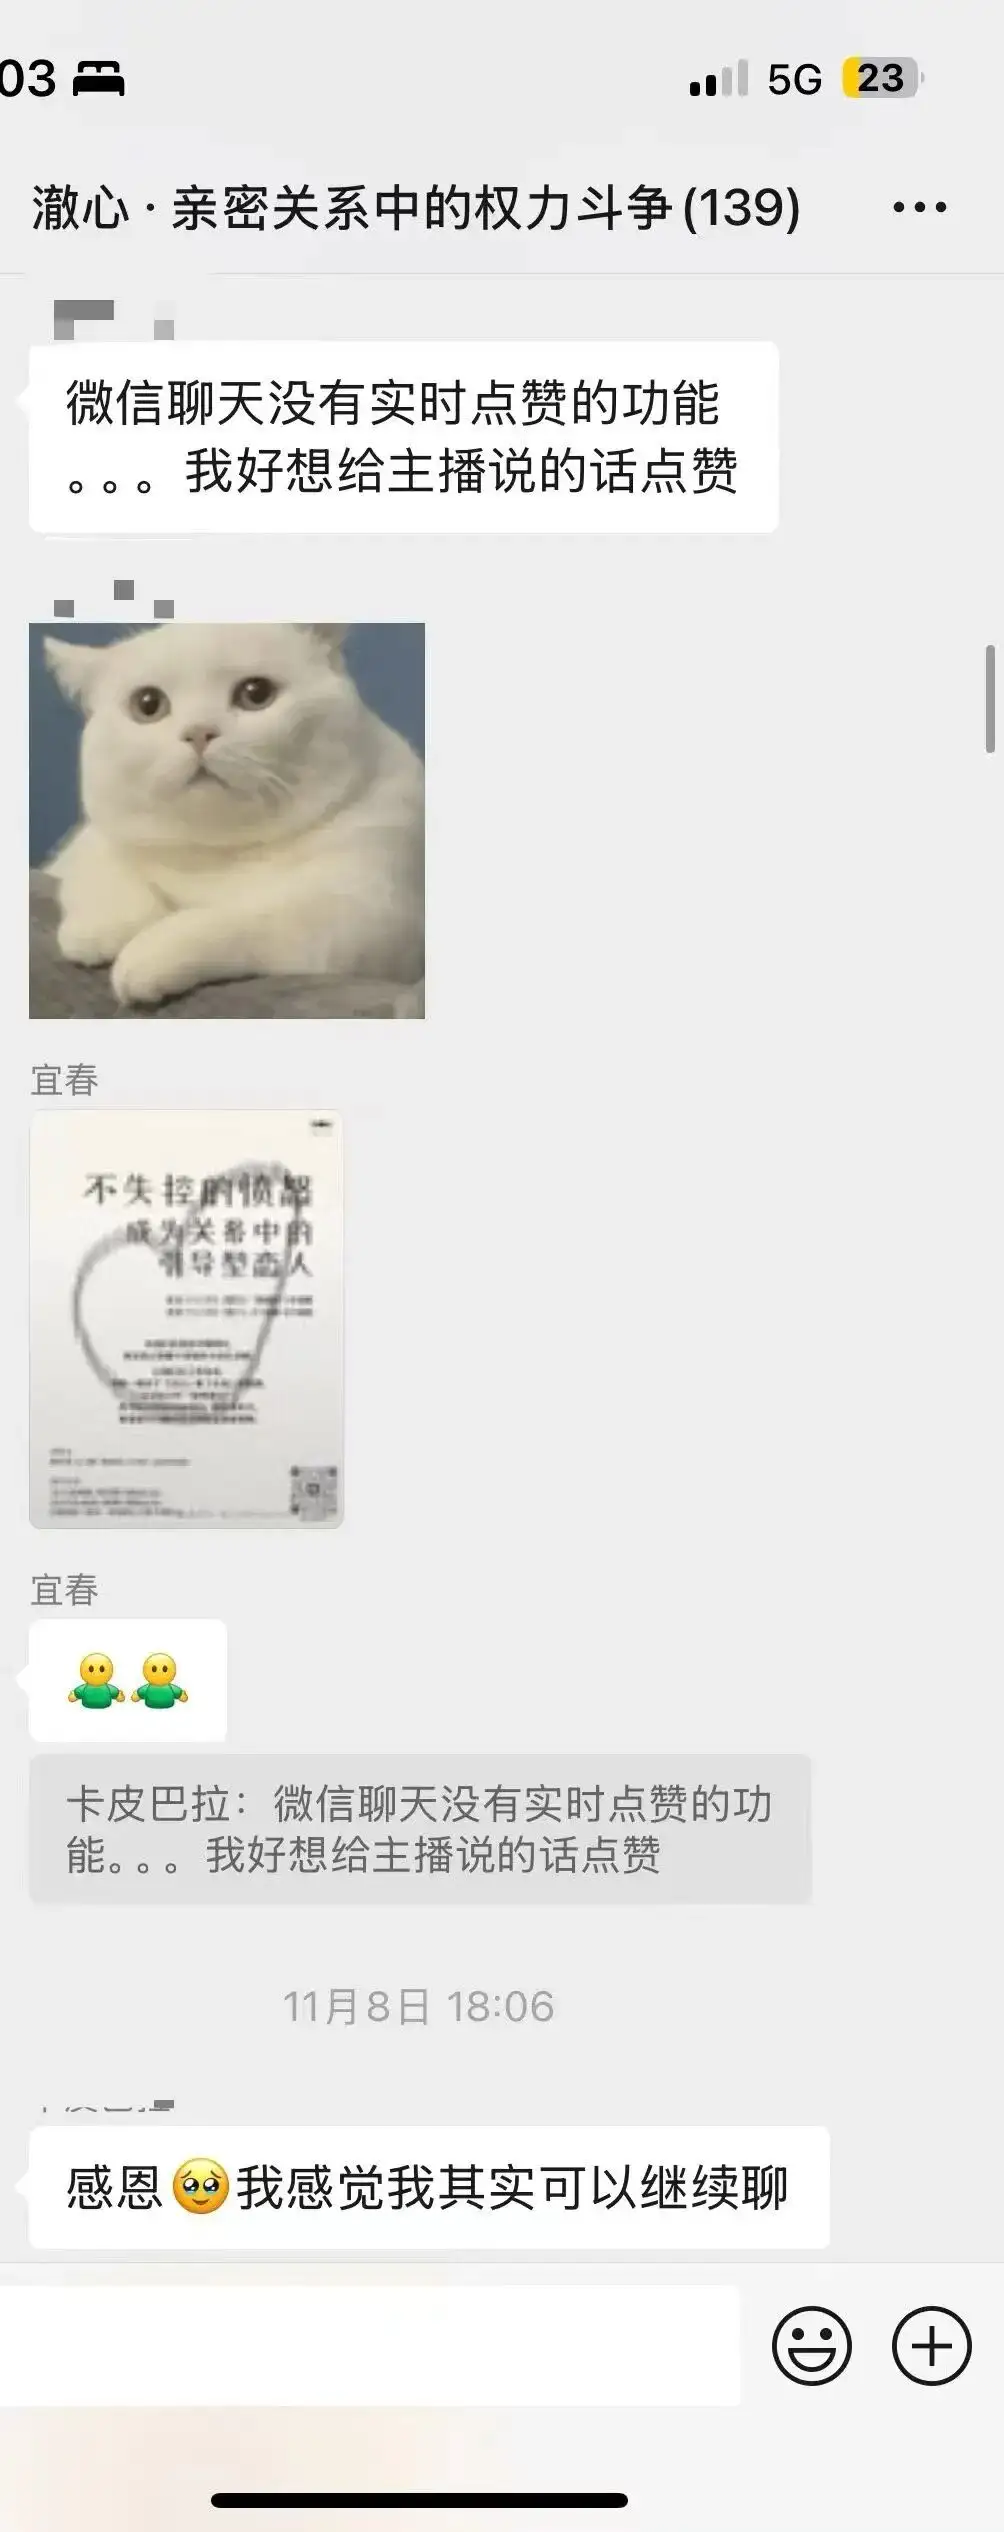 03
5G
23
澈心 · 亲密关系中的权力斗争(139)
微信聊天没有实时点赞的功能
。。。我好想给主播说的话点赞
宜春
不失控的愤怒
成为关系中的
引导型恋人
宜春
卡皮巴拉：微信聊天没有实时点赞的功
能。。。我好想给主播说的话点赞
11月8日 18:06
感恩🥹我感觉我其实可以继续聊